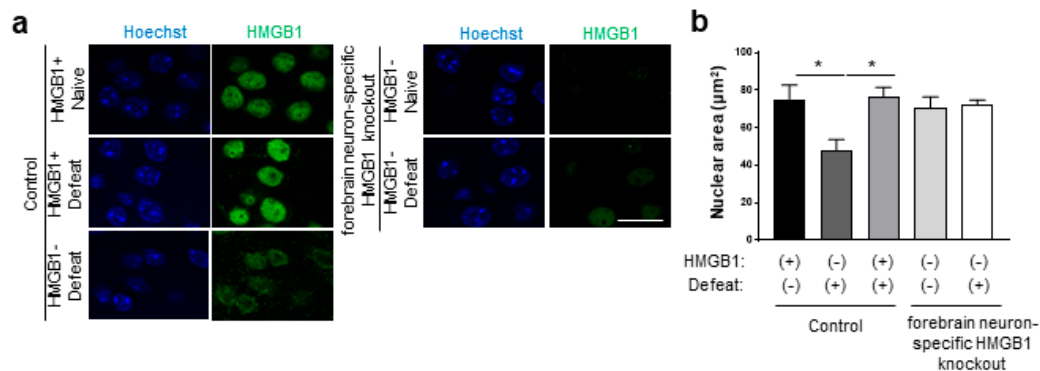 a
Hoechst
HMGB1
Control
HMGB1+
Naive
HMGB1+
Defeat
HMGB1 -
Defeat
Hoechst
HMGB1
forebrain neuron-specific
HMGB1 knockout
HMGB1-
Naive
HMGB1-
Defeat
b
Nuclear area (μm²)
100
80
60
40
20
0
* *
HMGB1: (+) (-) (+) (-) (-)
Defeat: (-) (+) (+) (-) (+)
Control
forebrain neuron-
specific HMGB1
knockout